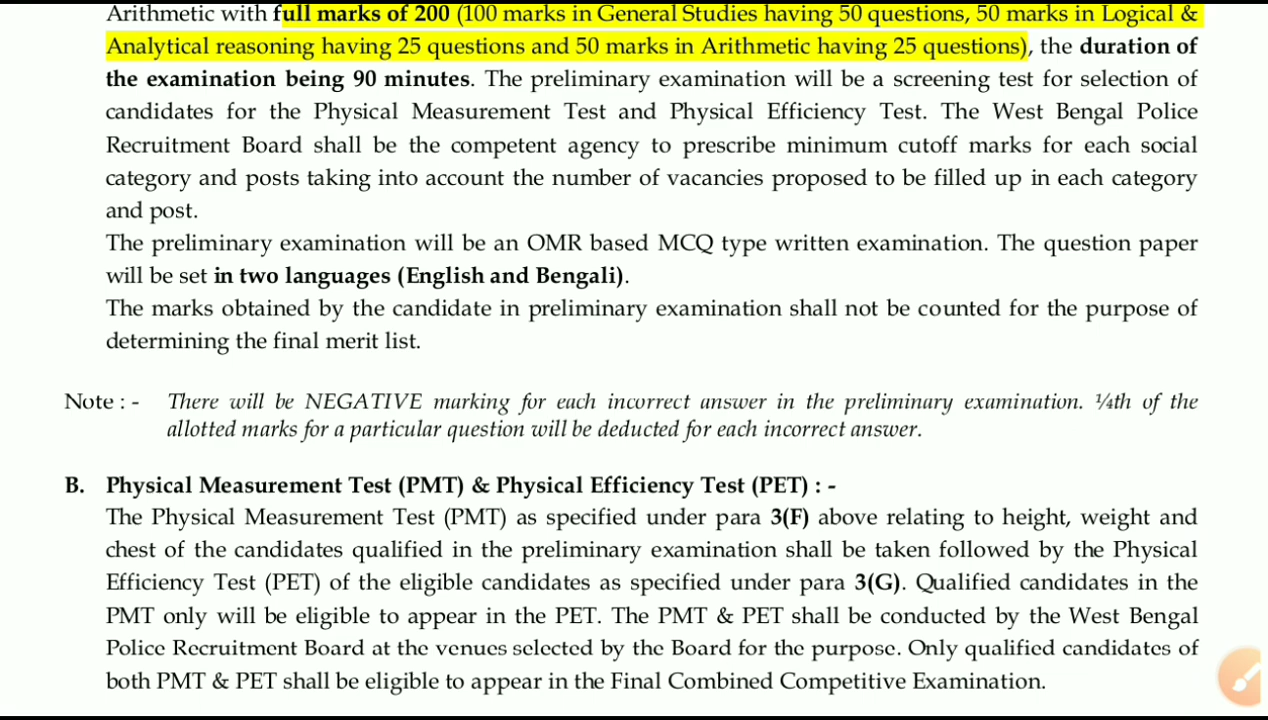 Arithmetic with full marks of 200 (100 marks in General Studies having 50 questions, 50 marks in Logical &
Analytical reasoning having 25 questions and 50 marks in Arithmetic having 25 questions), the duration of
the examination being 90 minutes. The preliminary examination will be a screening test for selection of
candidates for the Physical Measurement Test and Physical Efficiency Test. The West Bengal Police
Recruitment Board shall be the competent agency to prescribe minimum cutoff marks for each social
category and posts taking into account the number of vacancies proposed to be filled up in each category
and post.
The preliminary examination will be an OMR based MCQ type written examination. The question paper
will be set in two languages (English and Bengali).
The marks obtained by the candidate in preliminary examination shall not be counted for the purpose of
determining the final merit list.
Note : - There will be NEGATIVE marking for each incorrect answer in the preliminary examination. ¼th of the
allotted marks for a particular question will be deducted for each incorrect answer.
B. Physical Measurement Test (PMT) & Physical Efficiency Test (PET) : -
The Physical Measurement Test (PMT) as specified under para 3(F) above relating to height, weight and
chest of the candidates qualified in the preliminary examination shall be taken followed by the Physical
Efficiency Test (PET) of the eligible candidates as specified under para 3(G). Qualified candidates in the
PMT only will be eligible to appear in the PET. The PMT & PET shall be conducted by the West Bengal
Police Recruitment Board at the venues selected by the Board for the purpose. Only qualified candidates of
both PMT & PET shall be eligible to appear in the Final Combined Competitive Examination.